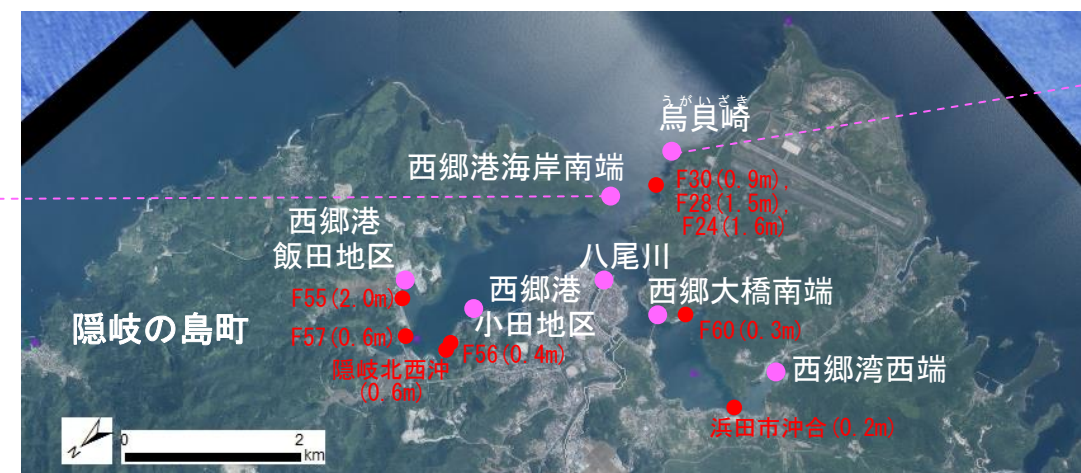 うがいざき
烏貝崎
西郷港海岸南端
F30(0.9m),
F28(1.5m),
F24(1.6m)
西郷港
飯田地区
八尾川
西郷港
小田地区
西郷大橋南端
F55(2.0m)
F60(0.3m)
隠岐の島町
F57(0.6m)
F56(0.4m)
隠岐北西沖
(0.6m)
西郷湾西端
浜田市沖合(0.2m)
N
0
2
km